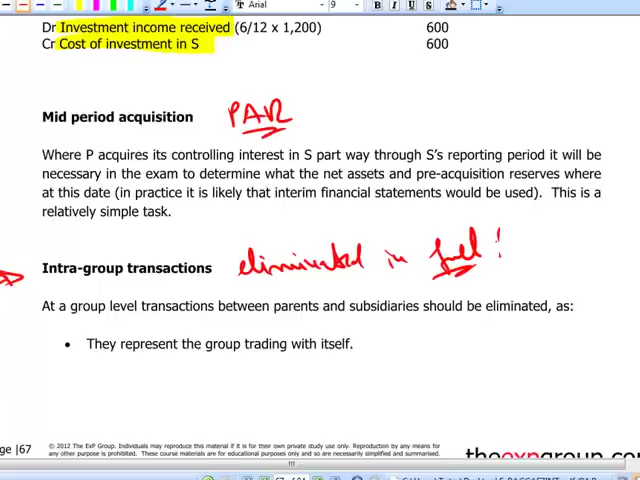 Arial
9
B I U S
Dr Investment income received (6/12 x 1,200) 600
Cr Cost of investment in S 600
Mid period acquisition PAR
Where P acquires its controlling interest in S part way through S's reporting period it will be
necessary in the exam to determine what the net assets and pre-acquisition reserves where
at this date (in practice it is likely that interim financial statements would be used). This is a
relatively simple task.
Intra-group transactions eliminated in full!
At a group level transactions between parents and subsidiaries should be eliminated, as:
• They represent the group trading with itself.
ge |67
© 2012 The ExP Group. Individuals may reproduce this material if it is for their own private study use only. Reproduction by any means for
any other purpose is prohibited. These course materials are for educational purposes only and so are necessarily simplified and summarised.
theexpgroup.co